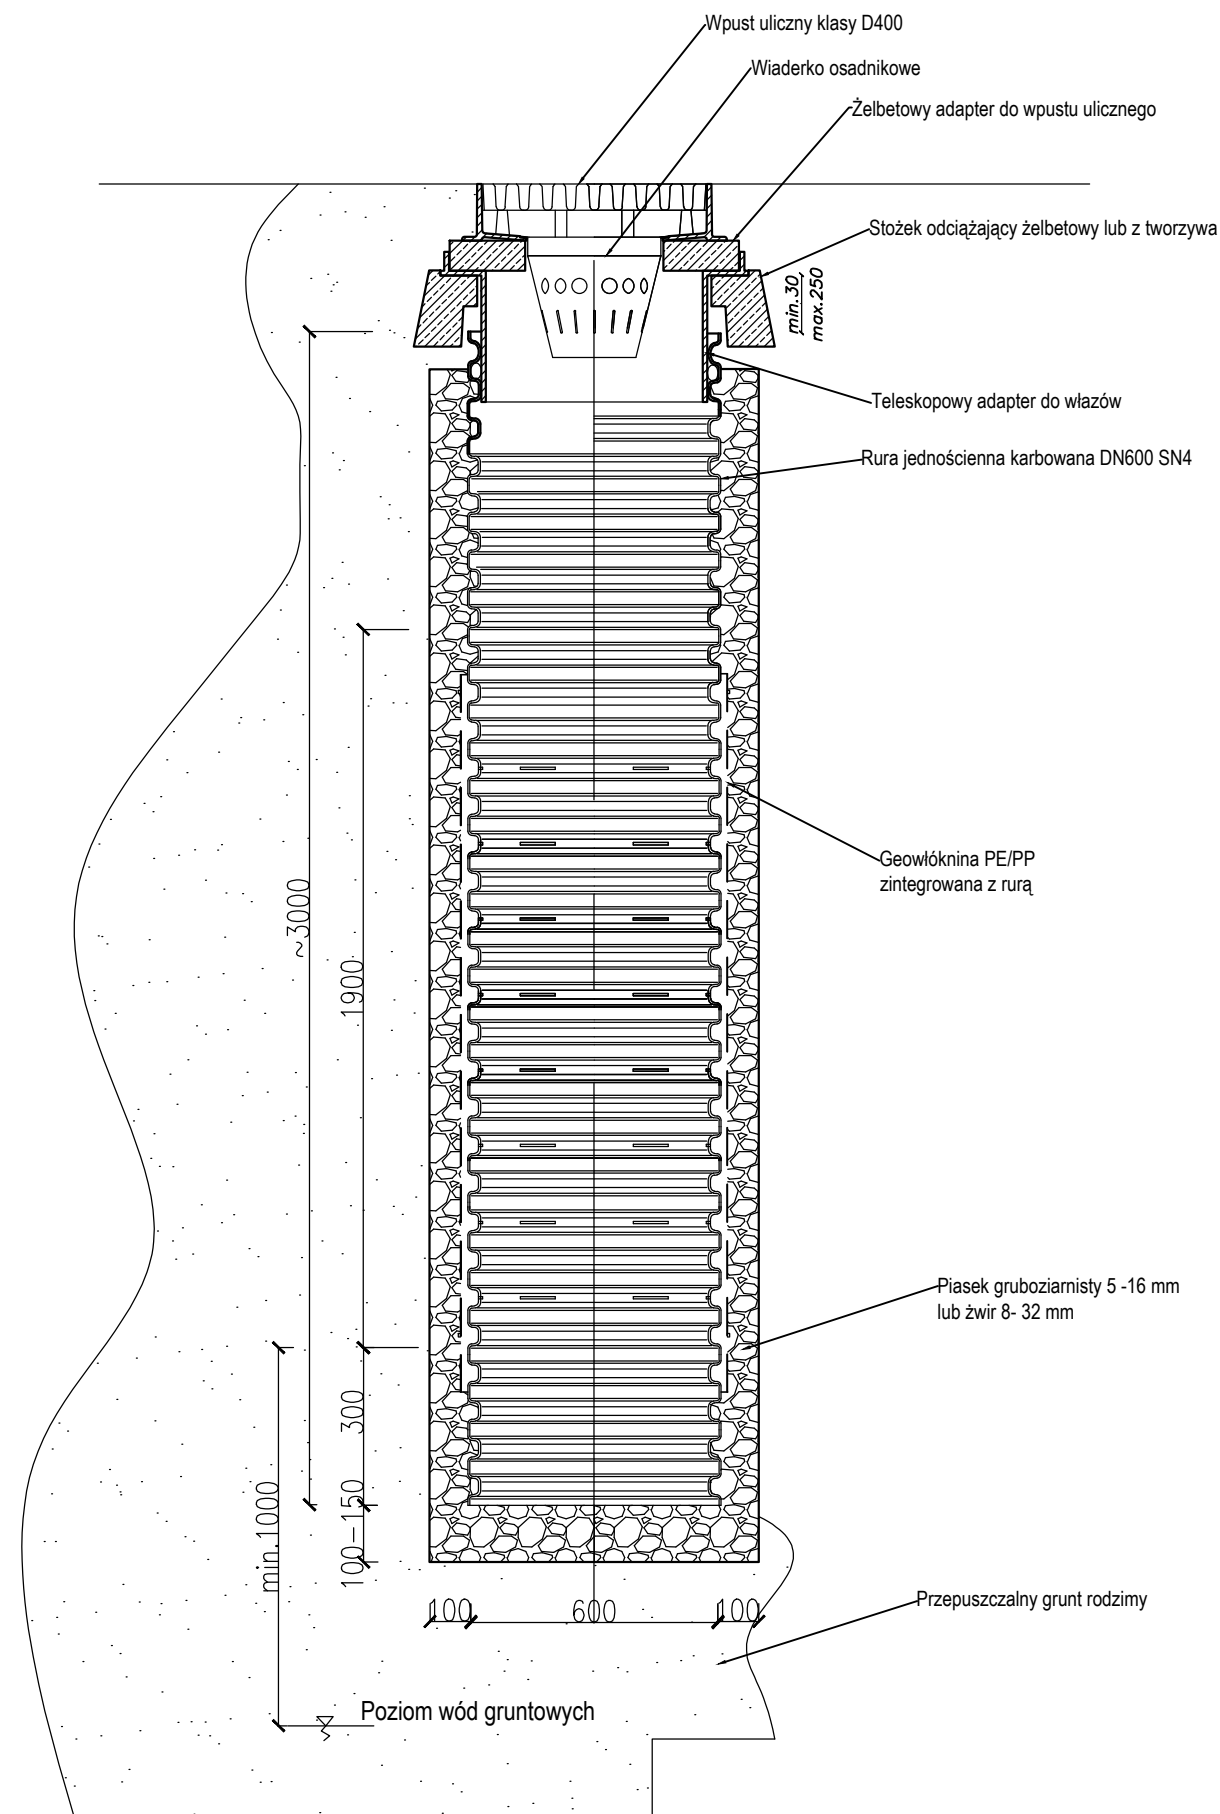 Wpust uliczny klasy D400
Wiaderko osadnikowe
Żelbetowy adapter do wpustu ulicznego
Stożek odciążający żelbetowy lub z tworzywa
min.30
max.250
Teleskopowy adapter do włazów
Rura jednościenna karbowana DN600 SN4
Geowłóknina PE/PP
zintegrowana z rurą
~3000
1900
Piasek gruboziarnisty 5 -16 mm
lub żwir 8- 32 mm
300
100-150
min.1000
100
600
100
Przepuszczalny grunt rodzimy
Poziom wód gruntowych